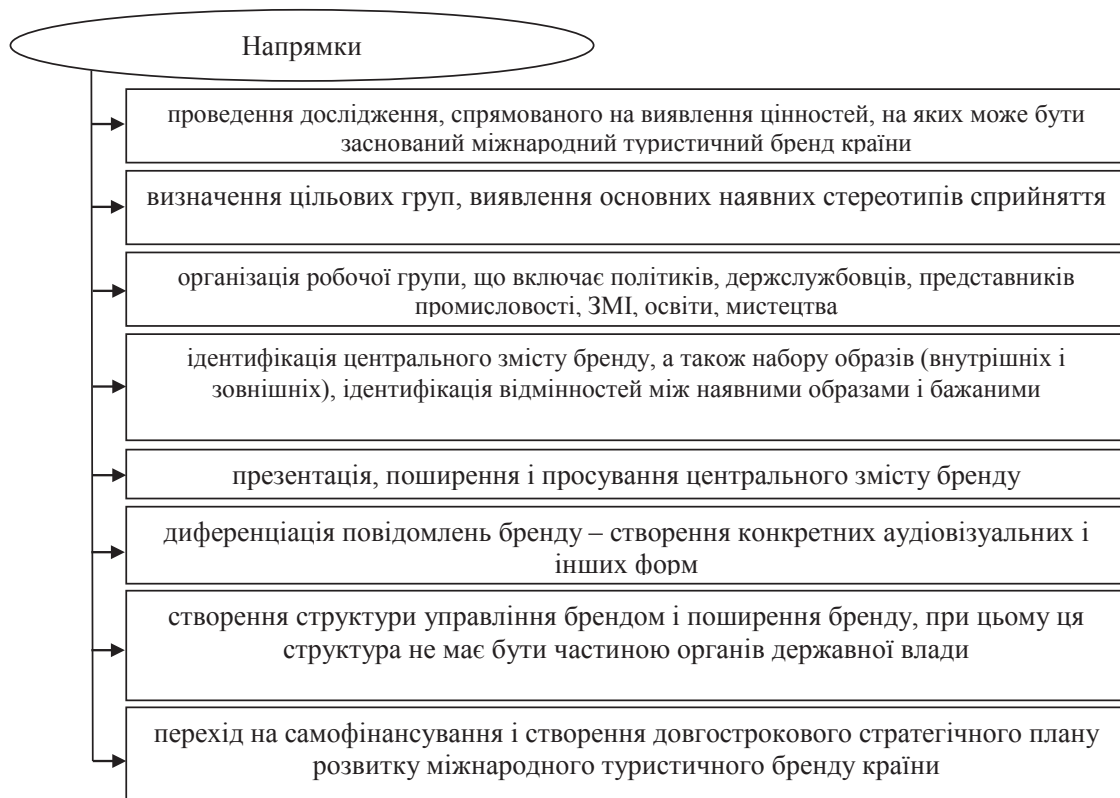 Напрямки
проведення дослідження, спрямованого на виявлення цінностей, на яких може бути
заснований міжнародний туристичний бренд країни
визначення цільових груп, виявлення основних наявних стереотипів сприйняття
організація робочої групи, що включає політиків, держслужбовців, представників
промисловості, ЗМІ, освіти, мистецтва
ідентифікація центрального змісту бренду, а також набору образів (внутрішніх і
зовнішніх), ідентифікація відмінностей між наявними образами і бажаними
презентація, поширення і просування центрального змісту бренду
диференціація повідомлень бренду – створення конкретних аудіовізуальних і
інших форм
створення структури управління брендом і поширення бренду, при цьому ця
структура не має бути частиною органів державної влади
перехід на самофінансування і створення довгострокового стратегічного плану
розвитку міжнародного туристичного бренду країни